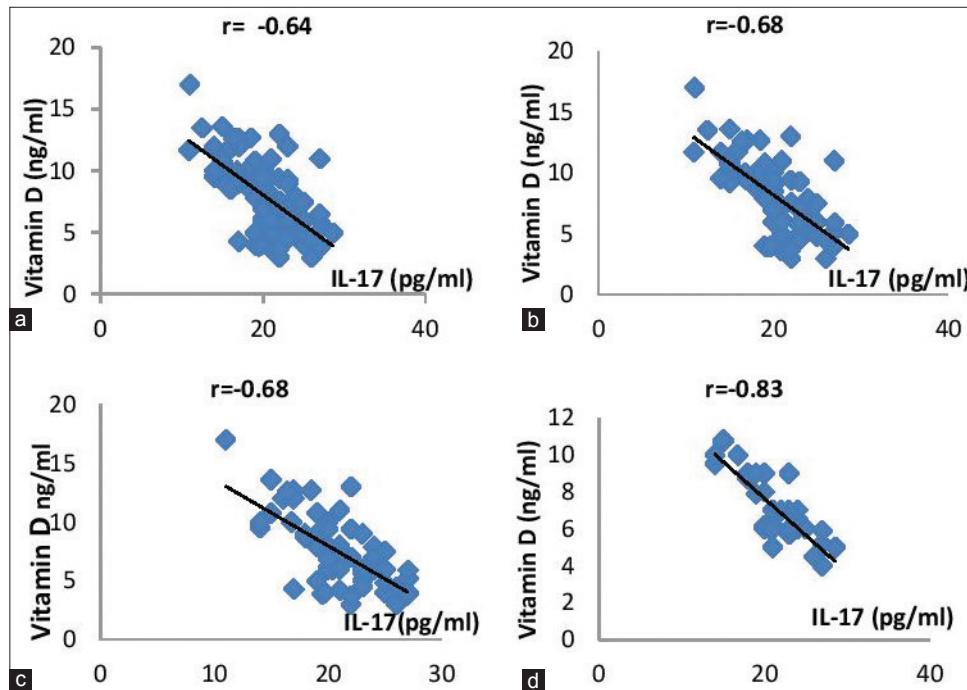 r= -0.64
20
15
10
5
0
Vitamin D (ng/ml)
IL-17 (pg/ml)
0 20 40
a
r=-0.68
20
15
10
5
0
Vitamin D (ng/ml)
IL-17 (pg/ml)
0 20 40
b
r=-0.68
20
15
10
5
0
Vitamin D ng/ml
IL-17(pg/ml)
0 10 20 30
c
r=-0.83
12
10
8
6
4
2
0
Vitamin D (ng/ml)
IL-17 (pg/ml)
0 20 40
d